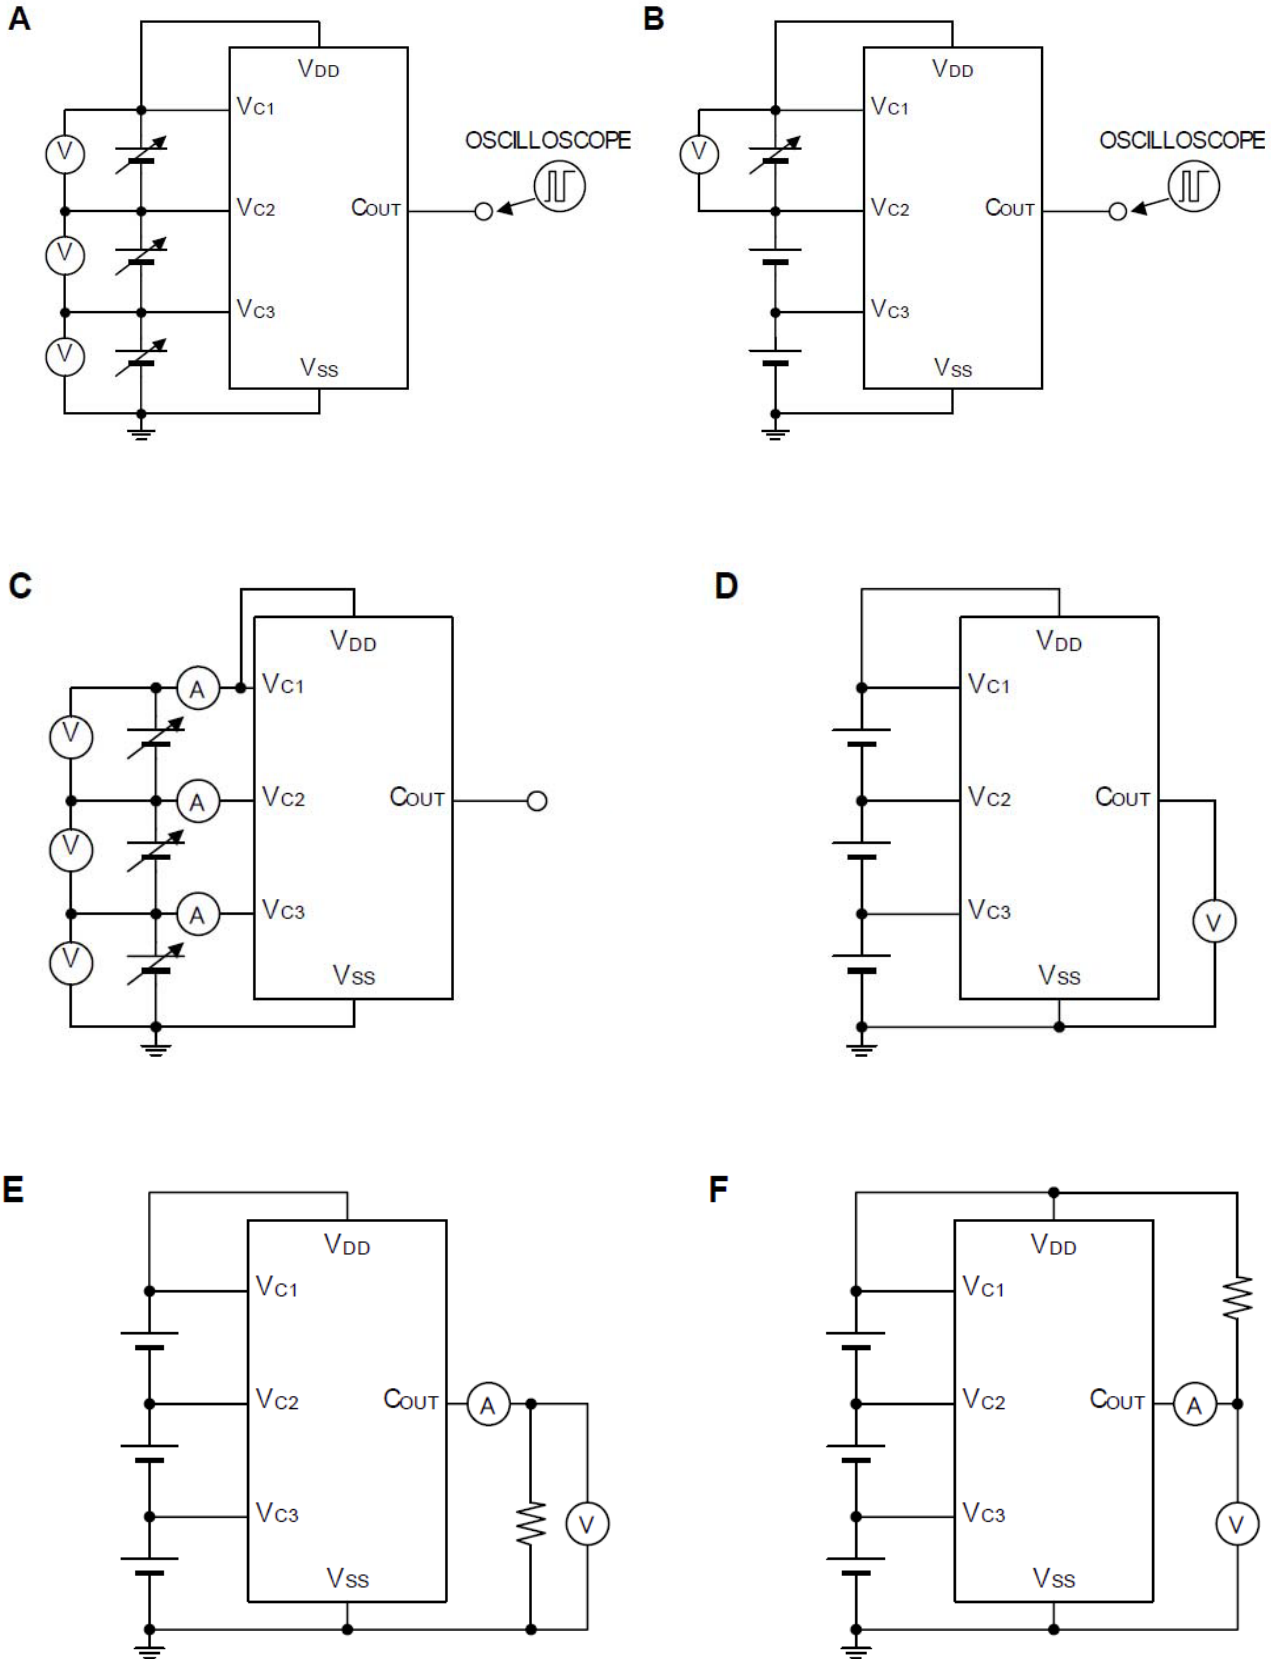 A B
VDD VDD
VC1 VC1
V V
OSCILLOSCOPE OSCILLOSCOPE
VC2 COUT VC2 COUT
V
VC3 VC3
V
VSS VSS
C D
VDD VDD
A VC1 VC1
V
A VC2 COUT VC2 COUT
V
A VC3 VC3 V
V
VSS VSS
E F
VDD VDD
VC1 VC1
VC2 COUT A VC2 COUT A
VC3 V VC3 V
VSS VSS